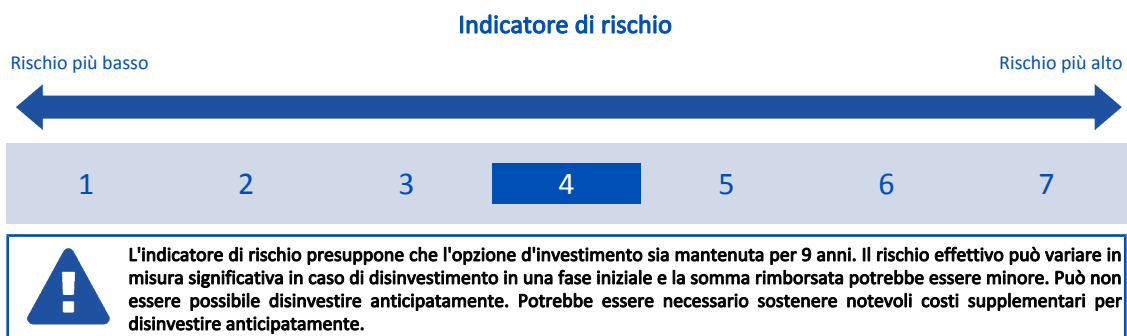 Indicatore di rischio
Rischio più basso
Rischio più alto
1 2 3 4 5 6 7
L'indicatore di rischio presuppone che l'opzione d'investimento sia mantenuta per 9 anni. Il rischio effettivo può variare in
misura significativa in caso di disinvestimento in una fase iniziale e la somma rimborsata potrebbe essere minore. Può non
essere possibile disinvestire anticipatamente. Potrebbe essere necessario sostenere notevoli costi supplementari per
disinvestire anticipatamente.